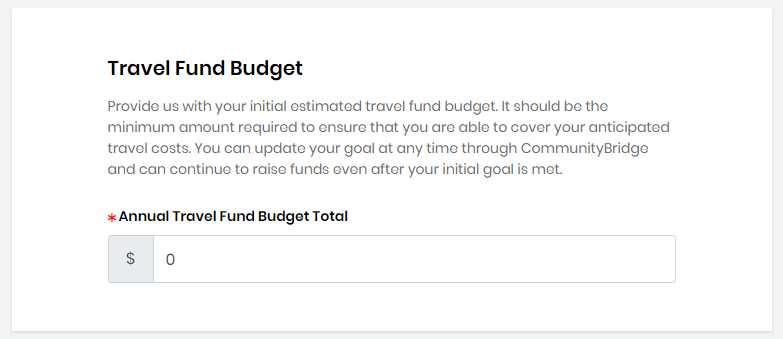 Travel Fund Budget
Provide us with your initial estimated travel fund budget. It should be the
minimum amount required to ensure that you are able to cover your anticipated
travel costs. You can update your goal at any time through CommunityBridge
and can continue to raise funds even after your initial goal is met.
* Annual Travel Fund Budget Total
$ 0